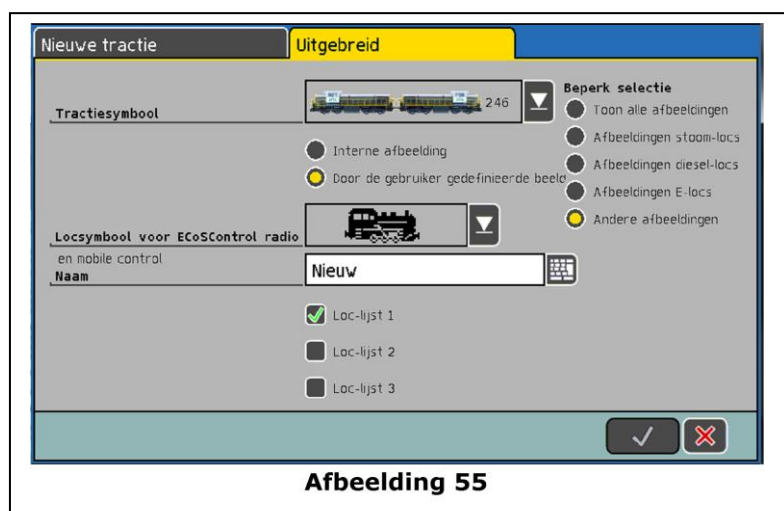 Nieuwe tractie
Uitgebreid
Tractiesymbool
246
Interne afbeelding
Door de gebruiker gedefinieerde beeld
Beperk selectie
Toon alle afbeeldingen
Afbeeldingen stoom-locs
Afbeeldingen diesel-locs
Afbeeldingen E-locs
Andere afbeeldingen
Locsymbool voor ECoSControl radio
en mobile control
Naam
Nieuw
Loc-lijst 1
Loc-lijst 2
Loc-lijst 3
Afbeelding 55